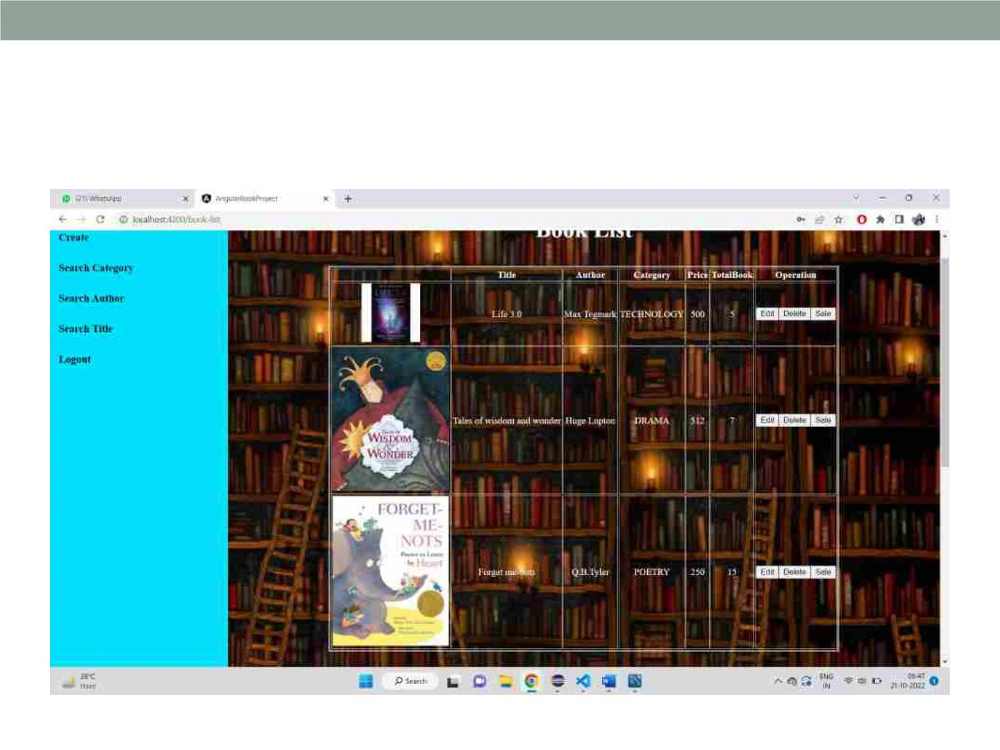 (21) WhatsApp
AngularBookProject
localhost:4200/book-list
Book List
Create
Search Category
Search Author
Search Title
Logout
Title Author Category Price TotalBook Operation
Life 3.0 Max Tegmark TECHNOLOGY 500 5 Edit Delete Sale
TALES OF
WISDOM
WONDER
Tales of wisdom and wonder Huge Lupton DRAMA 512 7 Edit Delete Sale
FORGET-
ME-
NOTS
Poems to Learn
by Heart
Forget me-nots Q.B.Tyler POETRY 250 15 Edit Delete Sale
28°C
Haze
Search
ENG
IN
06:47
21-10-2022
1